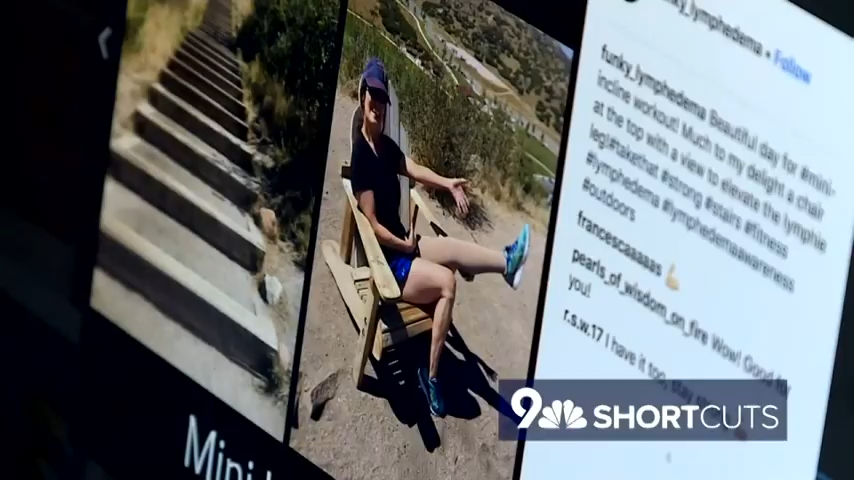 funky_lymphedema • Follow
funky_lymphedema Beautiful day for #mini-
incline workout! Much to my delight a chair
at the top with a view to elevate the lymphie
leg!#takethat #strong #stairs #fitness
#lymphedema #lymphedemaawareness
#outdoors
francescaaaaas 💪
pearls_of_wisdom_on_fire Wow! Good for
you!
r.s.w.17 I have it too, stay
9 SHORTCUTS
Mini